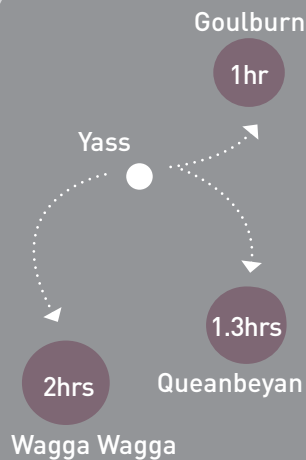 Goulburn
1hr
Yass
1.3hrs
2hrs
Queanbeyan
Wagga Wagga